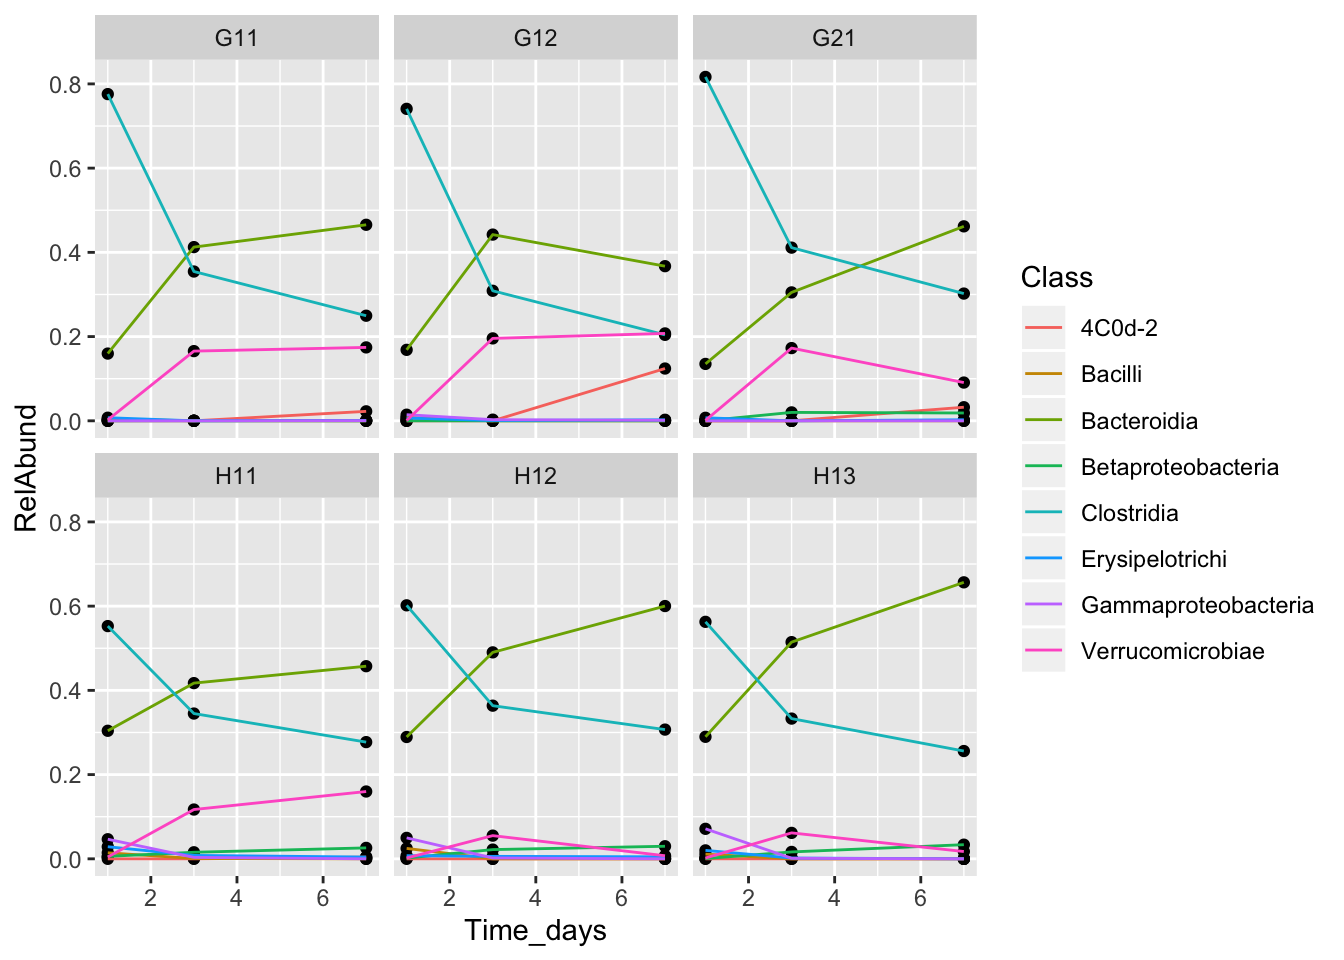 G11 G12 G21
0.8
0.6
0.4
0.2
0.0
H11 H12 H13
0.8
0.6
0.4
0.2
0.0
2 4 6 2 4 6 2 4 6
Time_days
RelAbund
Class
4C0d-2
Bacilli
Bacteroidia
Betaproteobacteria
Clostridia
Erysipelotrichi
Gammaproteobacteria
Verrucomicrobiae